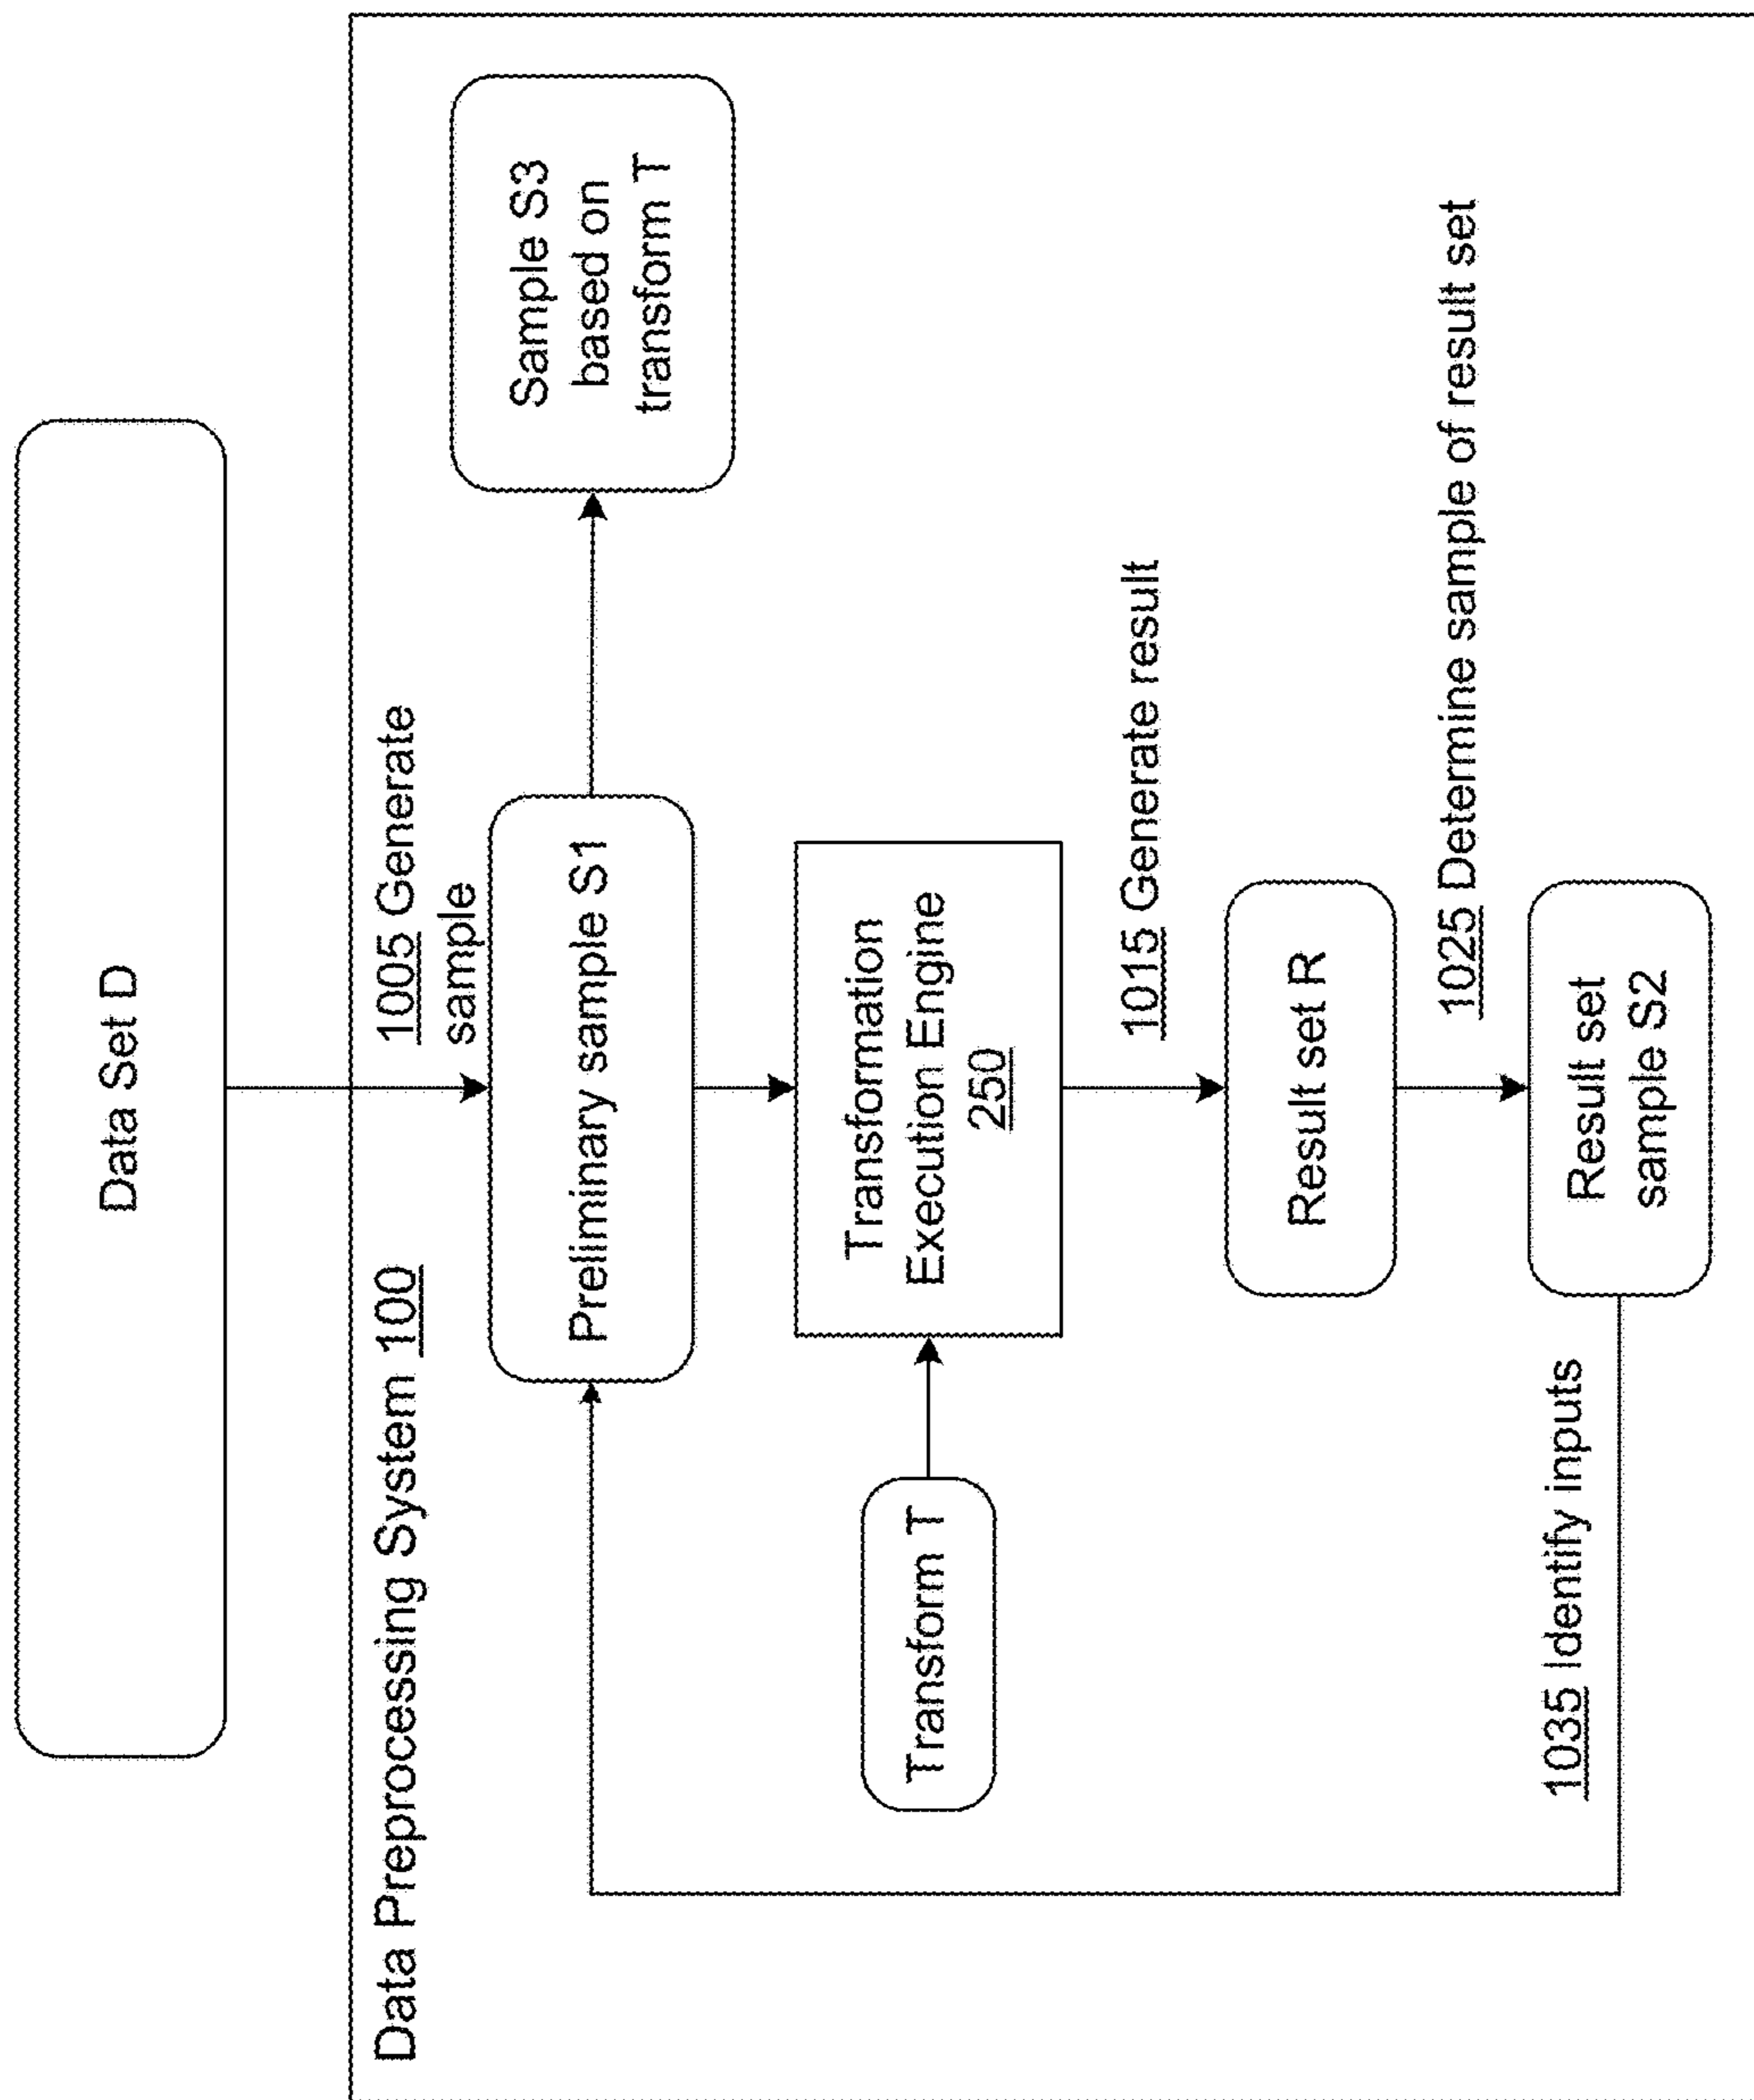 Data Set D
Data Preprocessing System 100
1005 Generate
sample
Preliminary sample S1
Sample S3
based on
transform T
Transform T
Transformation
Execution Engine
250
1015 Generate result
Result set R
1025 Determine sample of result set
Result set
sample S2
1035 Identify inputs